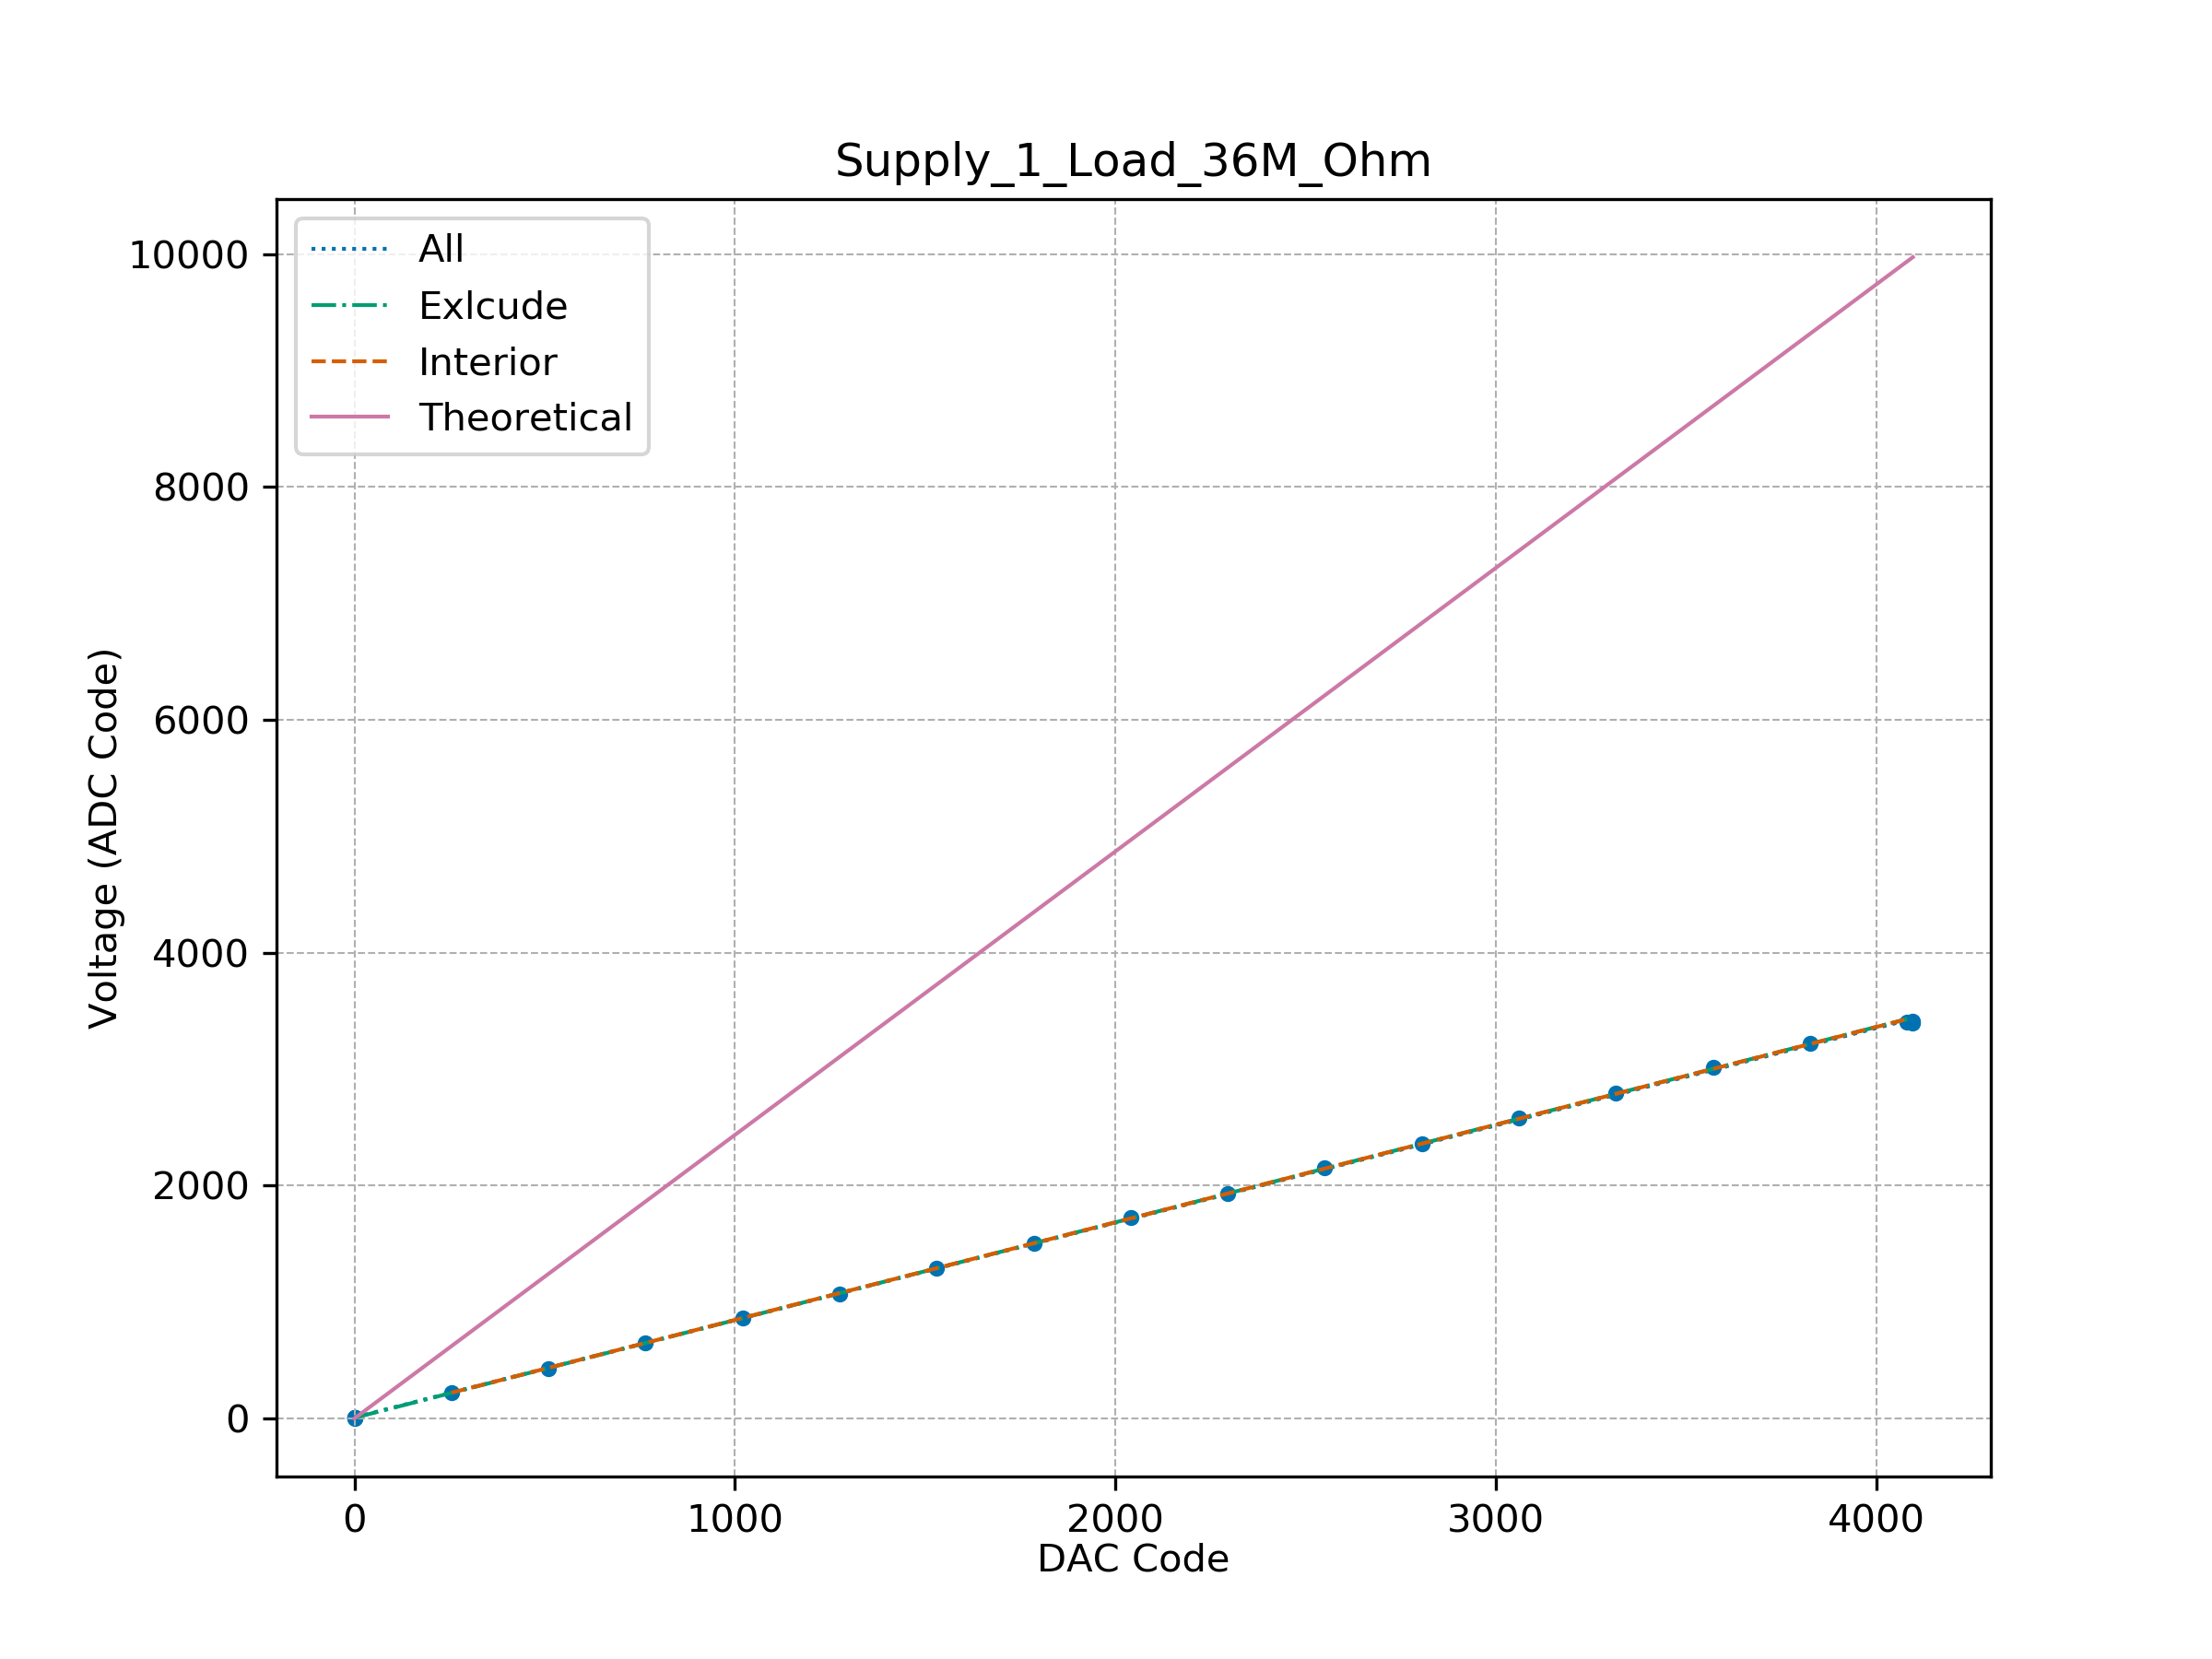 Supply_1_Load_36M_Ohm
All
Exlcude
Interior
Theoretical
10000
8000
6000
4000
2000
0
Voltage (ADC Code)
0 1000 2000 3000 4000
DAC Code